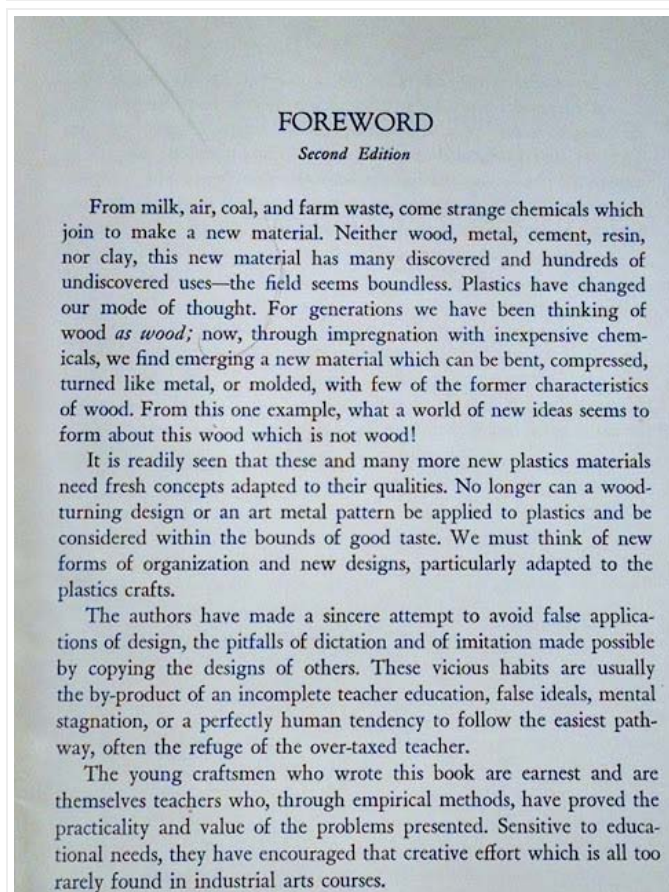 FOREWORD
Second Edition
From milk, air, coal, and farm waste, come strange chemicals which
join to make a new material. Neither wood, metal, cement, resin,
nor clay, this new material has many discovered and hundreds of
undiscovered uses—the field seems boundless. Plastics have changed
our mode of thought. For generations we have been thinking of
wood as wood; now, through impregnation with inexpensive chem-
icals, we find emerging a new material which can be bent, compressed,
turned like metal, or molded, with few of the former characteristics
of wood. From this one example, what a world of new ideas seems to
form about this wood which is not wood!
It is readily seen that these and many more new plastics materials
need fresh concepts adapted to their qualities. No longer can a wood-
turning design or an art metal pattern be applied to plastics and be
considered within the bounds of good taste. We must think of new
forms of organization and new designs, particularly adapted to the
plastics crafts.
The authors have made a sincere attempt to avoid false applica-
tions of design, the pitfalls of dictation and of imitation made possible
by copying the designs of others. These vicious habits are usually
the by-product of an incomplete teacher education, false ideals, mental
stagnation, or a perfectly human tendency to follow the easiest path-
way, often the refuge of the over-taxed teacher.
The young craftsmen who wrote this book are earnest and are
themselves teachers who, through empirical methods, have proved the
practicality and value of the problems presented. Sensitive to educa-
tional needs, they have encouraged that creative effort which is all too
rarely found in industrial arts courses.